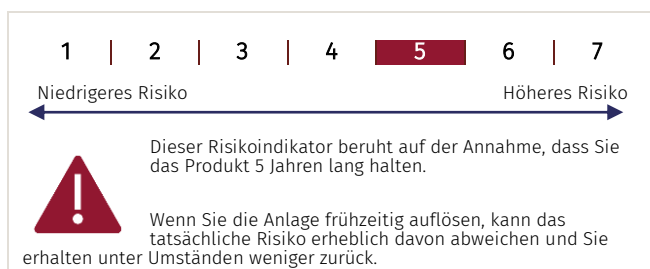 1 | 2 | 3 | 4 | 5 | 6 | 7
Niedrigeres Risiko Höheres Risiko
Dieser Risikoindikator beruht auf der Annahme, dass Sie
das Produkt 5 Jahren lang halten.
Wenn Sie die Anlage frühzeitig auflösen, kann das
tatsächliche Risiko erheblich davon abweichen und Sie
erhalten unter Umständen weniger zurück.